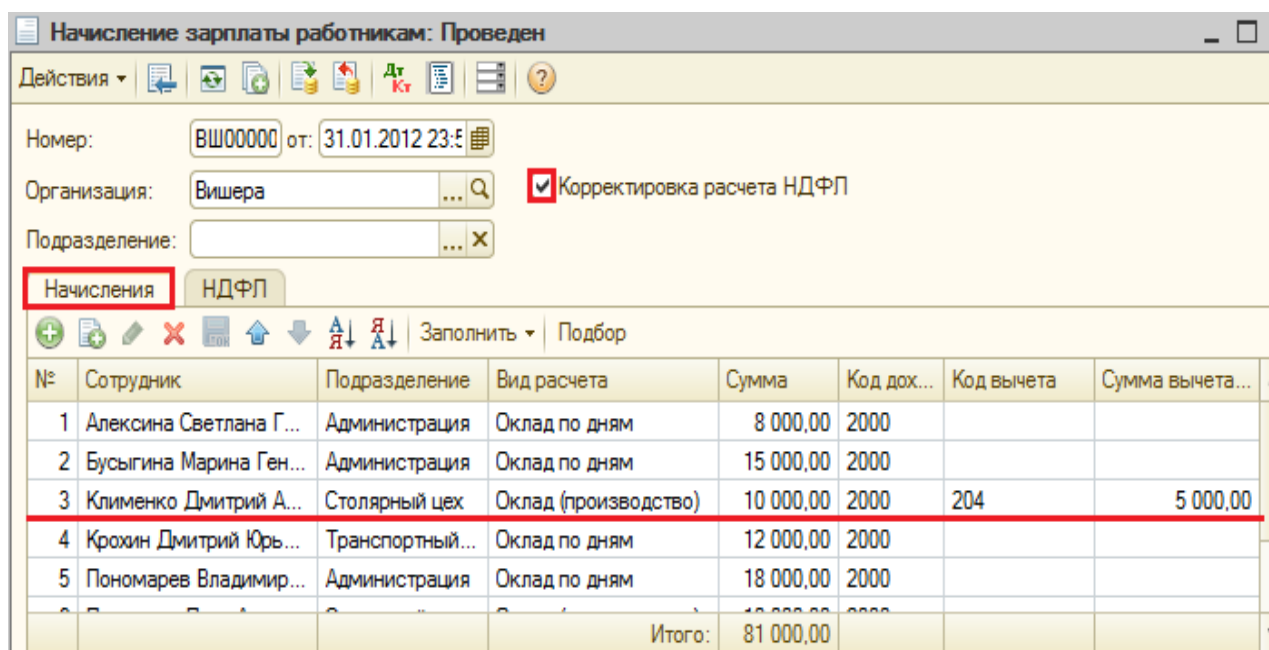 Начисление зарплаты работникам: Проведен
Действия Дт Кт
Номер: ВШ00000 от: 31.01.2012 23:5
Организация: Вишера ... Корректировка расчета НДФЛ
Подразделение: ...
Начисления НДФЛ
Заполнить Подбор
№ Сотрудник Подразделение Вид расчета Сумма Код дох... Код вычета Сумма вычета...
1 Алексина Светлана Г... Администрация Оклад по дням 8 000,00 2000
2 Бусыгина Марина Ген... Администрация Оклад по дням 15 000,00 2000
3 Клименко Дмитрий А... Столярный цех Оклад (производство) 10 000,00 2000 204 5 000,00
4 Крохин Дмитрий Юрь... Транспортный... Оклад по дням 12 000,00 2000
5 Пономарев Владимир... Администрация Оклад по дням 18 000,00 2000
Итого: 81 000,00